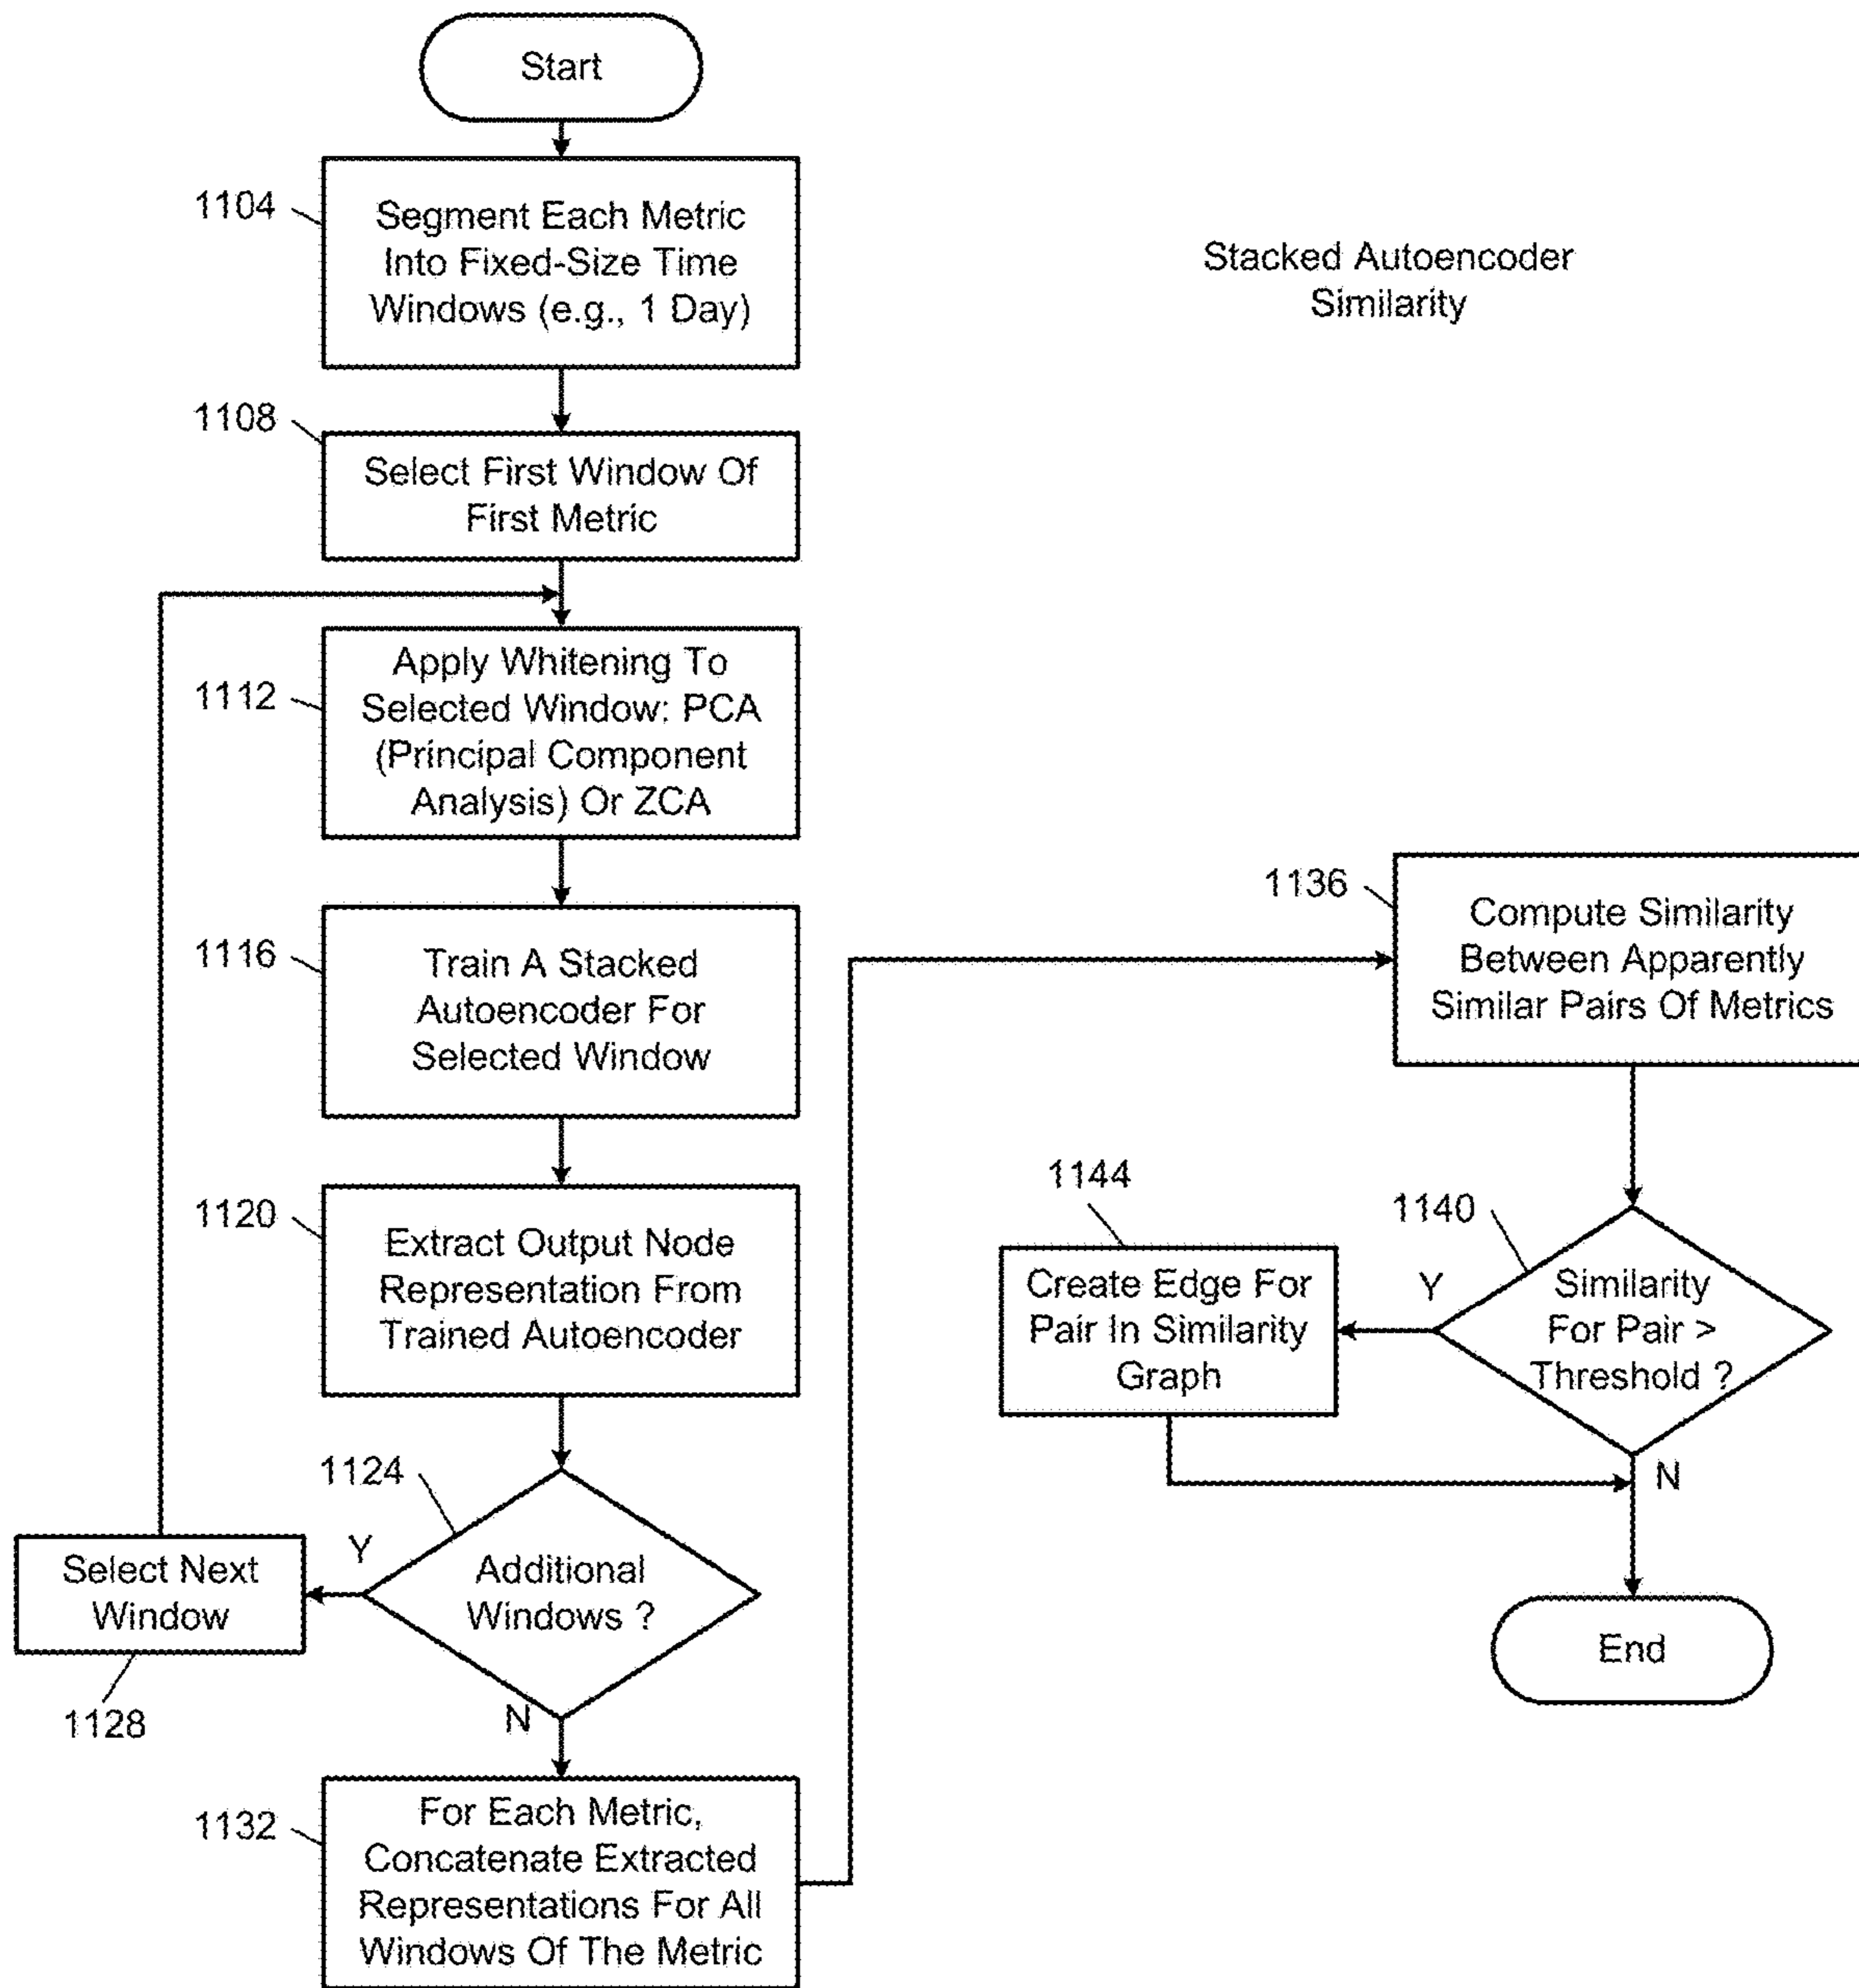 Start
1104
Segment Each Metric
Into Fixed-Size Time
Windows (e.g., 1 Day)
Stacked Autoencoder
Similarity
1108
Select First Window Of
First Metric
1112
Apply Whitening To
Selected Window: PCA
(Principal Component
Analysis) Or ZCA
1116
Train A Stacked
Autoencoder For
Selected Window
1120
Extract Output Node
Representation From
Trained Autoencoder
1124
Additional
Windows ?
Y
N
Select Next
Window
1128
1132
For Each Metric,
Concatenate Extracted
Representations For All
Windows Of The Metric
1136
Compute Similarity
Between Apparently
Similar Pairs Of Metrics
1140
Similarity
For Pair >
Threshold ?
Y
N
1144
Create Edge For
Pair In Similarity
Graph
End